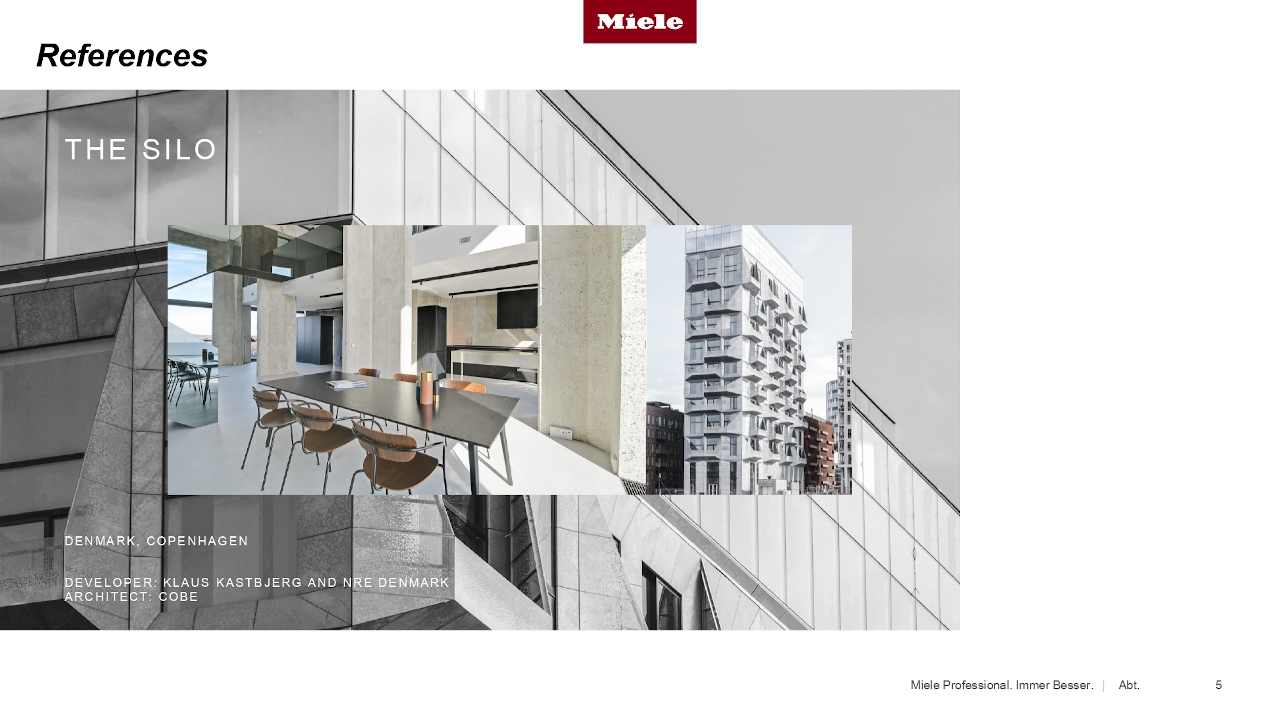 Miele
References
THE SILO
DENMARK, COPENHAGEN
DEVELOPER: KLAUS KASTBJERG AND NRE DENMARK
ARCHITECT: COBE
Miele Professional. Immer Besser. | Abt. 5